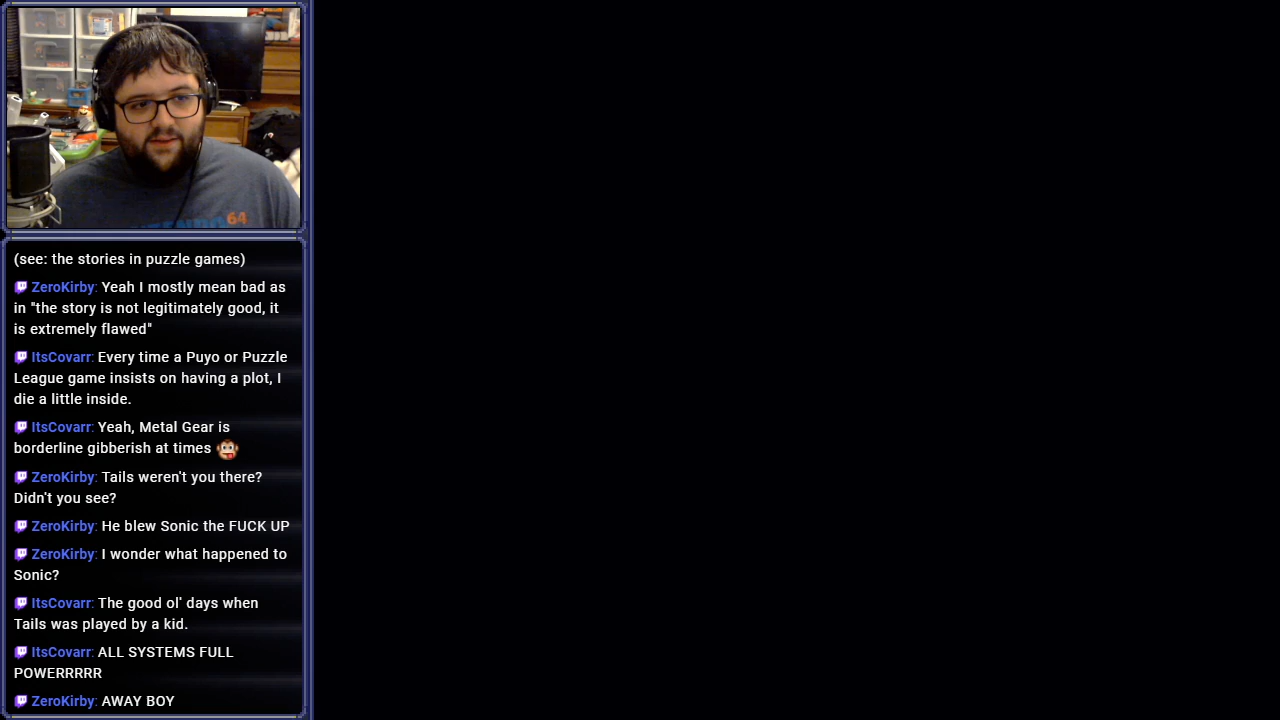 64
(see: the stories in puzzle games)
ZeroKirby: Yeah I mostly mean bad as
in "the story is not legitimately good, it
is extremely flawed"
ItsCovarr: Every time a Puyo or Puzzle
League game insists on having a plot, I
die a little inside.
ItsCovarr: Yeah, Metal Gear is
borderline gibberish at times
ZeroKirby: Tails weren't you there?
Didn't you see?
ZeroKirby: He blew Sonic the FUCK UP
ZeroKirby: I wonder what happened to
Sonic?
ItsCovarr: The good ol' days when
Tails was played by a kid.
ItsCovarr: ALL SYSTEMS FULL
POWERRRRR
ZeroKirby: AWAY BOY